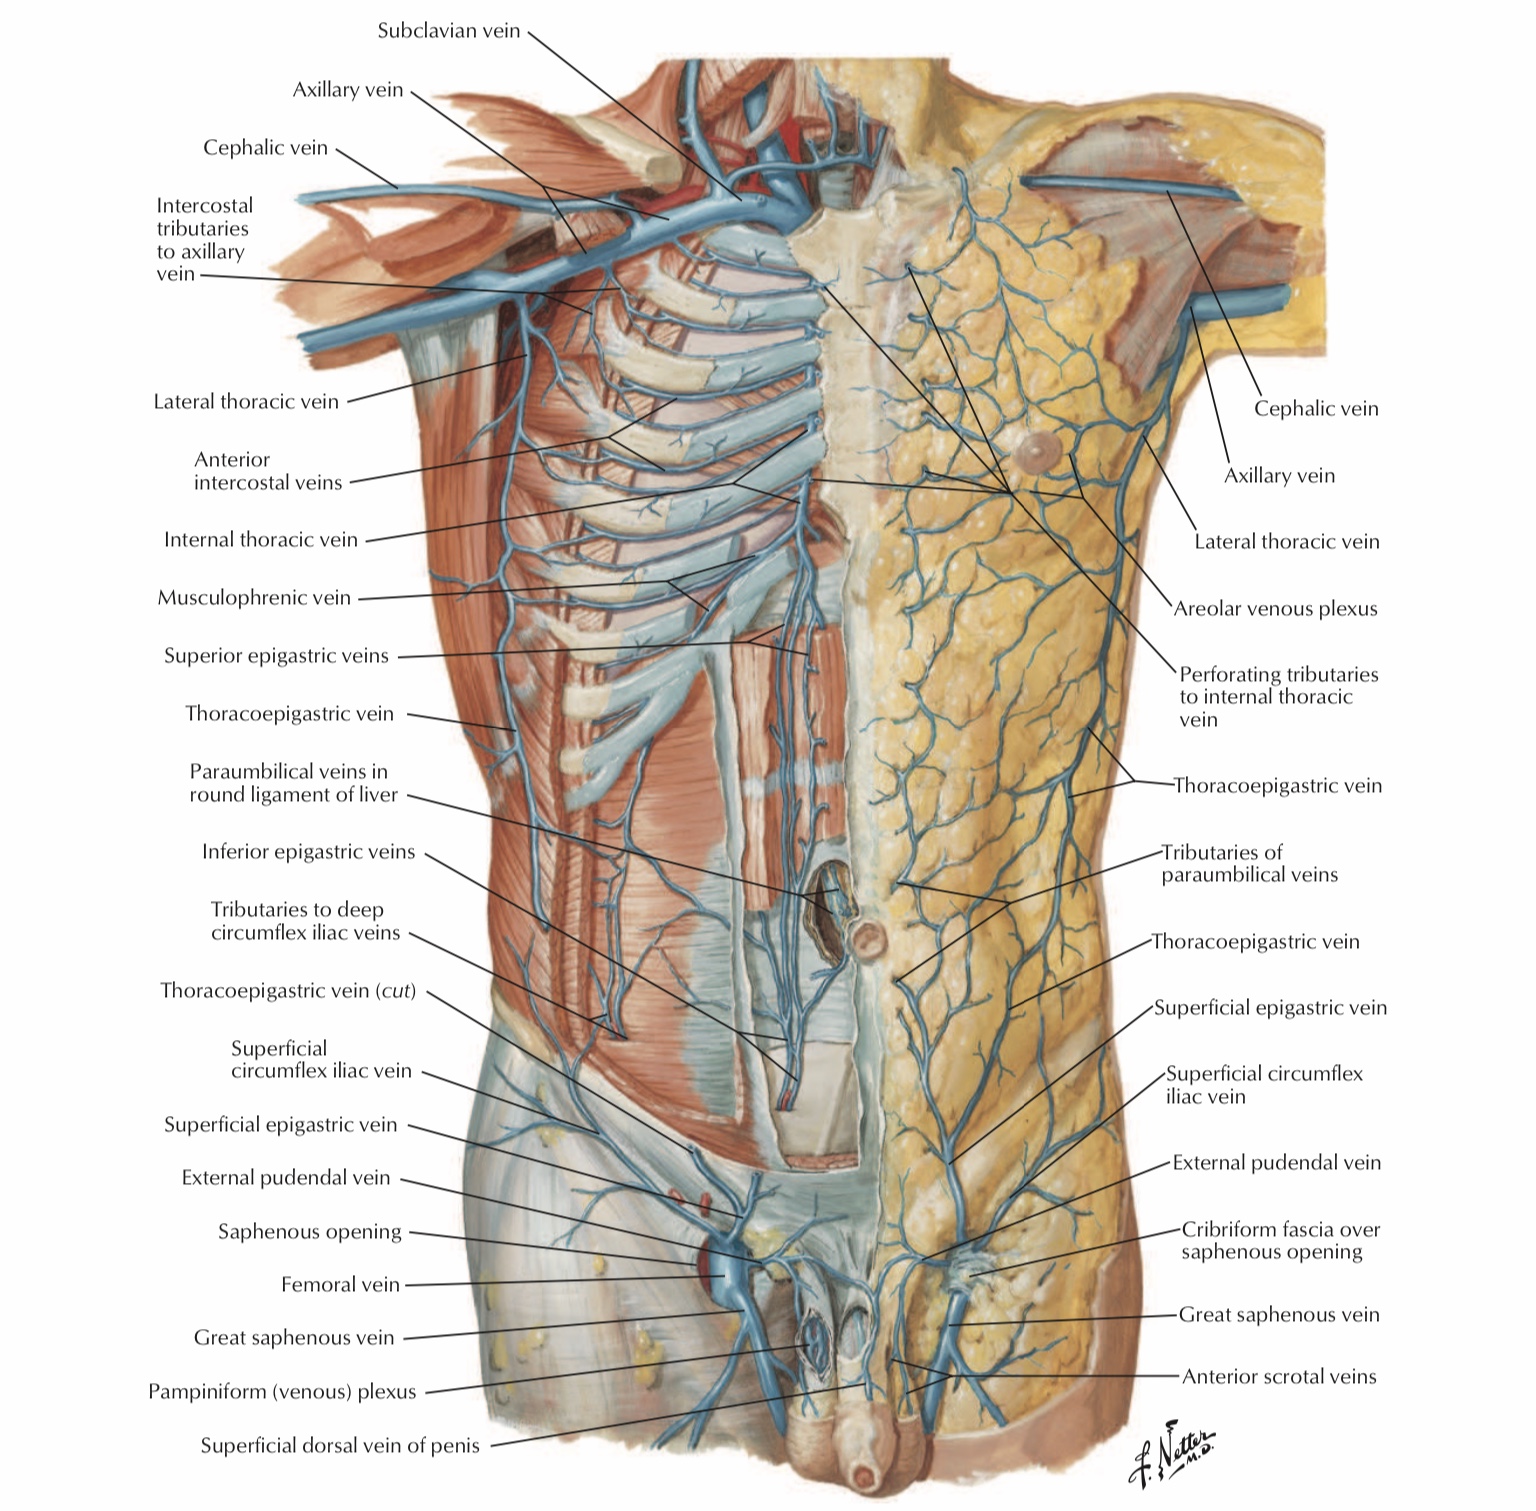 Subclavian vein
Axillary vein
Cephalic vein
Intercostal
tributaries
to axillary
vein
Lateral thoracic vein
Anterior
intercostal veins
Internal thoracic vein
Musculophrenic vein
Superior epigastric veins
Thoracoepigastric vein
Paraumbilical veins in
round ligament of liver
Inferior epigastric veins
Tributaries to deep
circumflex iliac veins
Thoracoepigastric vein (cut)
Superficial
circumflex iliac vein
Superficial epigastric vein
External pudendal vein
Saphenous opening
Femoral vein
Great saphenous vein
Pampiniform (venous) plexus
Superficial dorsal vein of penis
Cephalic vein
Axillary vein
Lateral thoracic vein
Areolar venous plexus
Perforating tributaries
to internal thoracic
vein
Thoracoepigastric vein
Tributaries of
paraumbilical veins
Thoracoepigastric vein
Superficial epigastric vein
Superficial circumflex
iliac vein
External pudendal vein
Cribriform fascia over
saphenous opening
Great saphenous vein
Anterior scrotal veins
F. Netter
M.D.